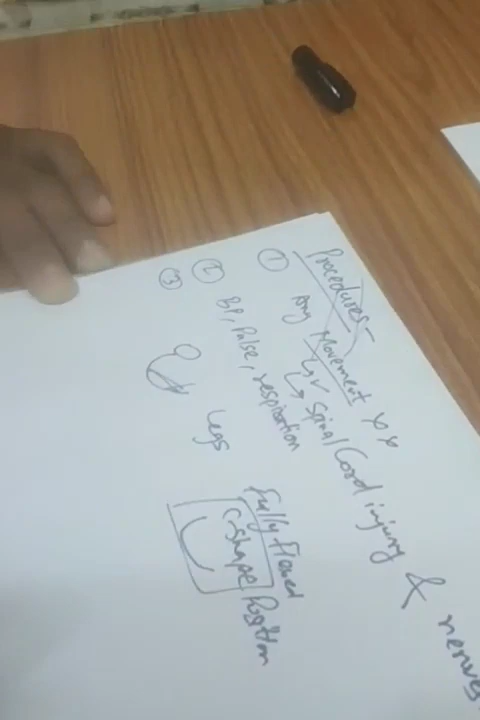 Procedures-
① Any Movement
↳ Spinal Cord injury & nerves
② BP, Pulse, respiration
③ Legs Fully flexed
C-shape Position